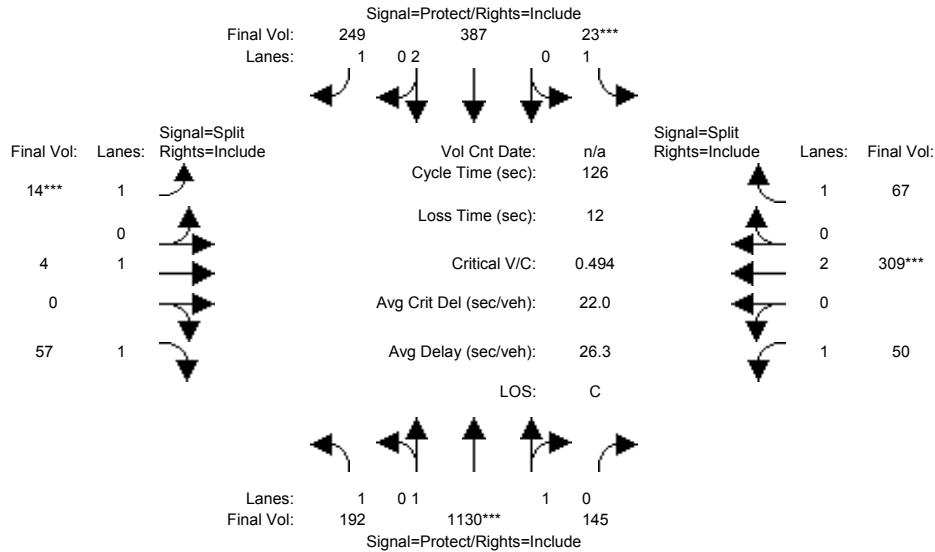 Signal=Protect/Rights=Include
Final Vol: 249 387 23***
Lanes: 1 0 2 0 1
Signal=Split Signal=Split
Final Vol: Lanes: Rights=Include Vol Cnt Date: n/a Rights=Include Lanes: Final Vol:
Cycle Time (sec): 126
14*** 1 1 67
Loss Time (sec): 12
0 0
4 1 Critical V/C: 0.494 2 309***
0 0 Avg Crit Del (sec/veh): 22.0 0
57 1 Avg Delay (sec/veh): 26.3 1 50
LOS: C
Lanes: 1 0 1 1 0
Final Vol: 192 1130*** 145
Signal=Protect/Rights=Include